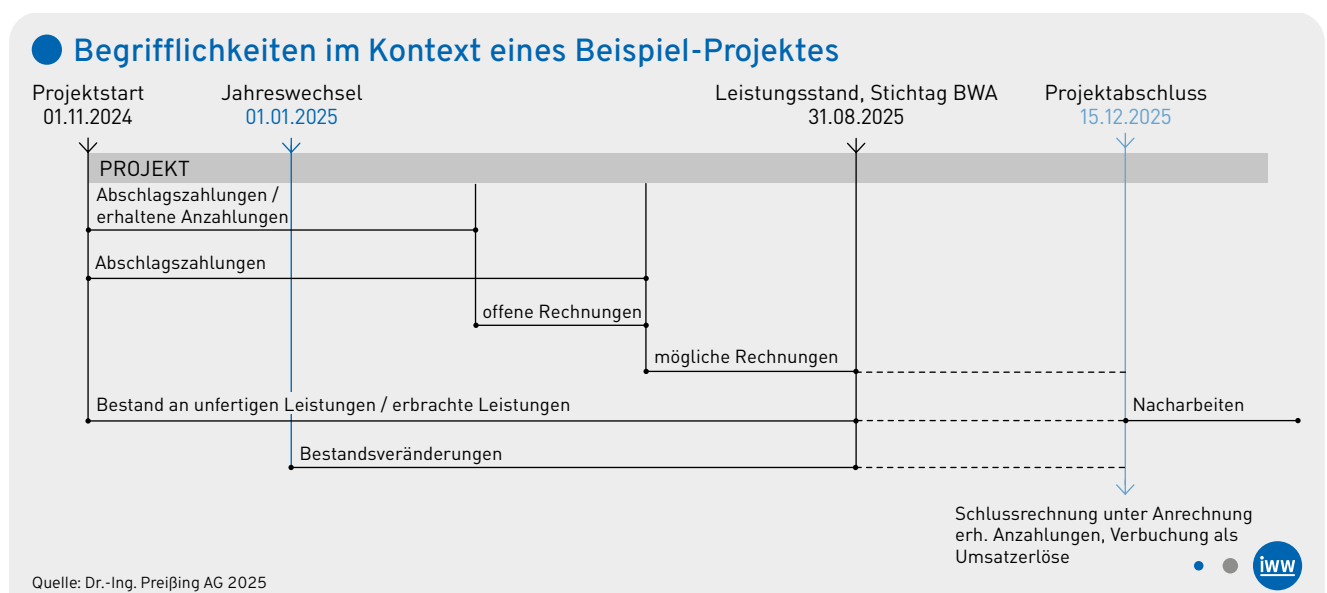 Begrifflichkeiten im Kontext eines Beispiel-Projektes
Projektstart
01.11.2024
Jahreswechsel
01.01.2025
Leistungsstand, Stichtag BWA
31.08.2025
Projektabschluss
15.12.2025
PROJEKT
Abschlagszahlungen /
erhaltene Anzahlungen
Abschlagszahlungen
offene Rechnungen
mögliche Rechnungen
Bestand an unfertigen Leistungen / erbrachte Leistungen
Nacharbeiten
Bestandsveränderungen
Schlussrechnung unter Anrechnung
erh. Anzahlungen, Verbuchung als
Umsatzerlöse
iww
Quelle: Dr.-Ing. Preißing AG 2025